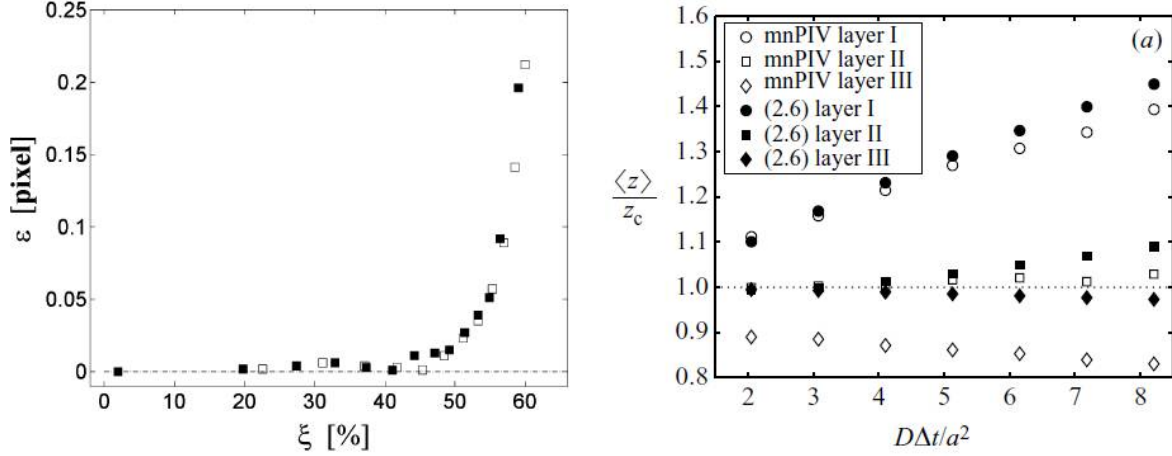 0.25
0.2
0.15
0.1
0.05
0
ε [pixel]
0 10 20 30 40 50 60
ξ [%]
1.6
1.5
1.4
1.3
1.2
1.1
1.0
0.9
0.8
⟨z⟩
z_c
(a)
mnPIV layer I
mnPIV layer II
mnPIV layer III
(2.6) layer I
(2.6) layer II
(2.6) layer III
2 3 4 5 6 7 8
DΔt/a²